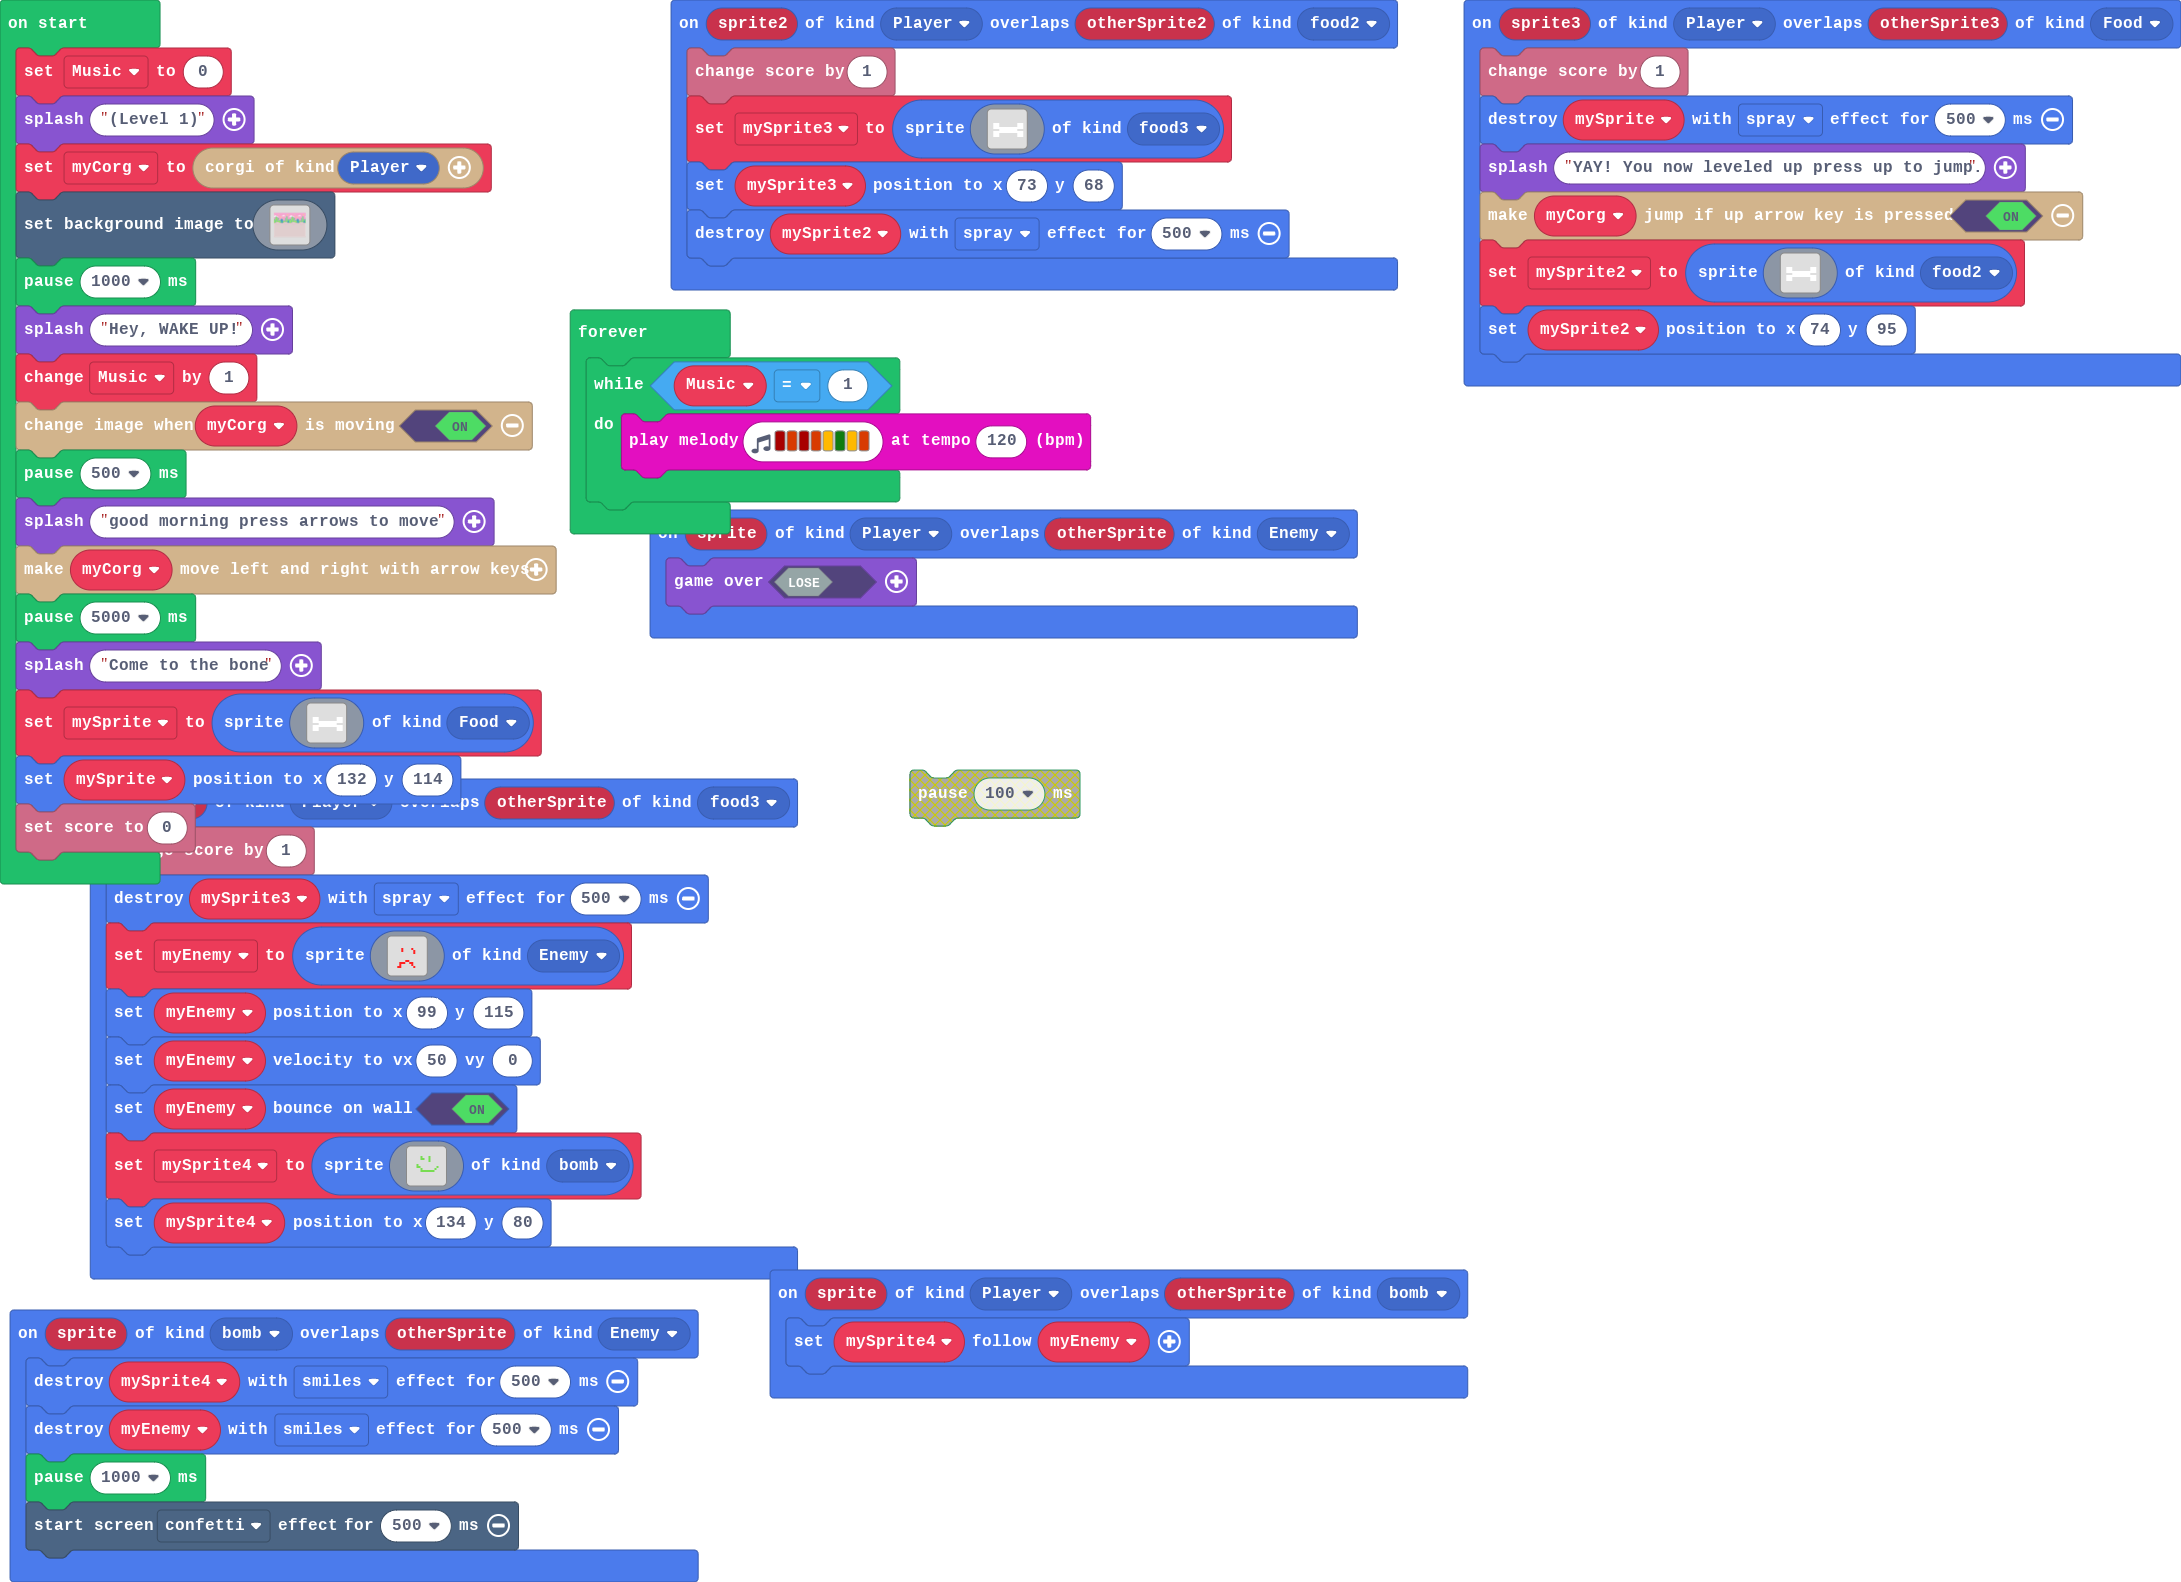 on start
set Music to 0
splash "(Level 1)"
set myCorg to corgi of kind Player
set background image to
pause 1000 ms
splash "Hey, WAKE UP!"
change Music by 1
change image when myCorg is moving ON
pause 500 ms
splash "good morning press arrows to move"
make myCorg move left and right with arrow keys
pause 5000 ms
splash "Come to the bone"
set mySprite to sprite of kind Food
set mySprite position to x 132 y 114
set score to 0
on sprite2 of kind Player overlaps otherSprite2 of kind food2
change score by 1
set mySprite3 to sprite of kind food3
set mySprite3 position to x 73 y 68
destroy mySprite2 with spray effect for 500 ms
on sprite3 of kind Player overlaps otherSprite3 of kind Food
change score by 1
destroy mySprite with spray effect for 500 ms
splash "YAY! You now leveled up press up to jump."
make myCorg jump if up arrow key is pressed ON
set mySprite2 to sprite of kind food2
set mySprite2 position to x 74 y 95
forever
while Music = 1
do play melody at tempo 120 (bpm)
on sprite of kind Player overlaps otherSprite of kind Enemy
game over LOSE
pause 100 ms
of kind Player overlaps otherSprite of kind food3
score by 1
destroy mySprite3 with spray effect for 500 ms
set myEnemy to sprite of kind Enemy
set myEnemy position to x 99 y 115
set myEnemy velocity to vx 50 vy 0
set myEnemy bounce on wall ON
set mySprite4 to sprite of kind bomb
set mySprite4 position to x 134 y 80
on sprite of kind Player overlaps otherSprite of kind bomb
set mySprite4 follow myEnemy
on sprite of kind bomb overlaps otherSprite of kind Enemy
destroy mySprite4 with smiles effect for 500 ms
destroy myEnemy with smiles effect for 500 ms
pause 1000 ms
start screen confetti effect for 500 ms